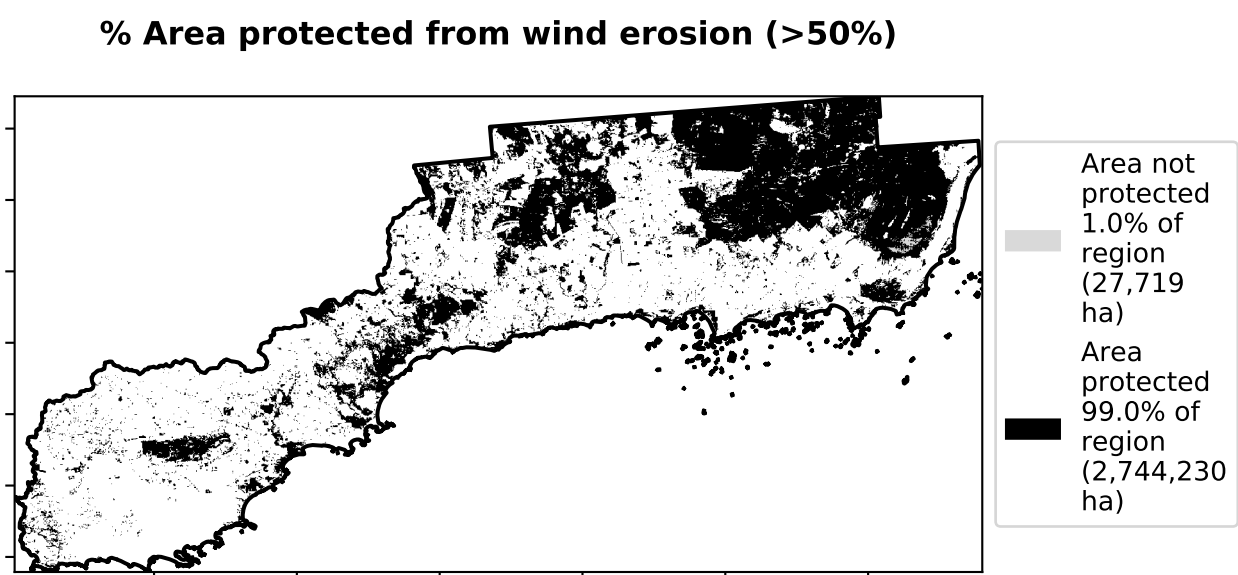 % Area protected from wind erosion (>50%)
Area not
protected
1.0% of
region
(27,719
ha)
Area
protected
99.0% of
region
(2,744,230
ha)